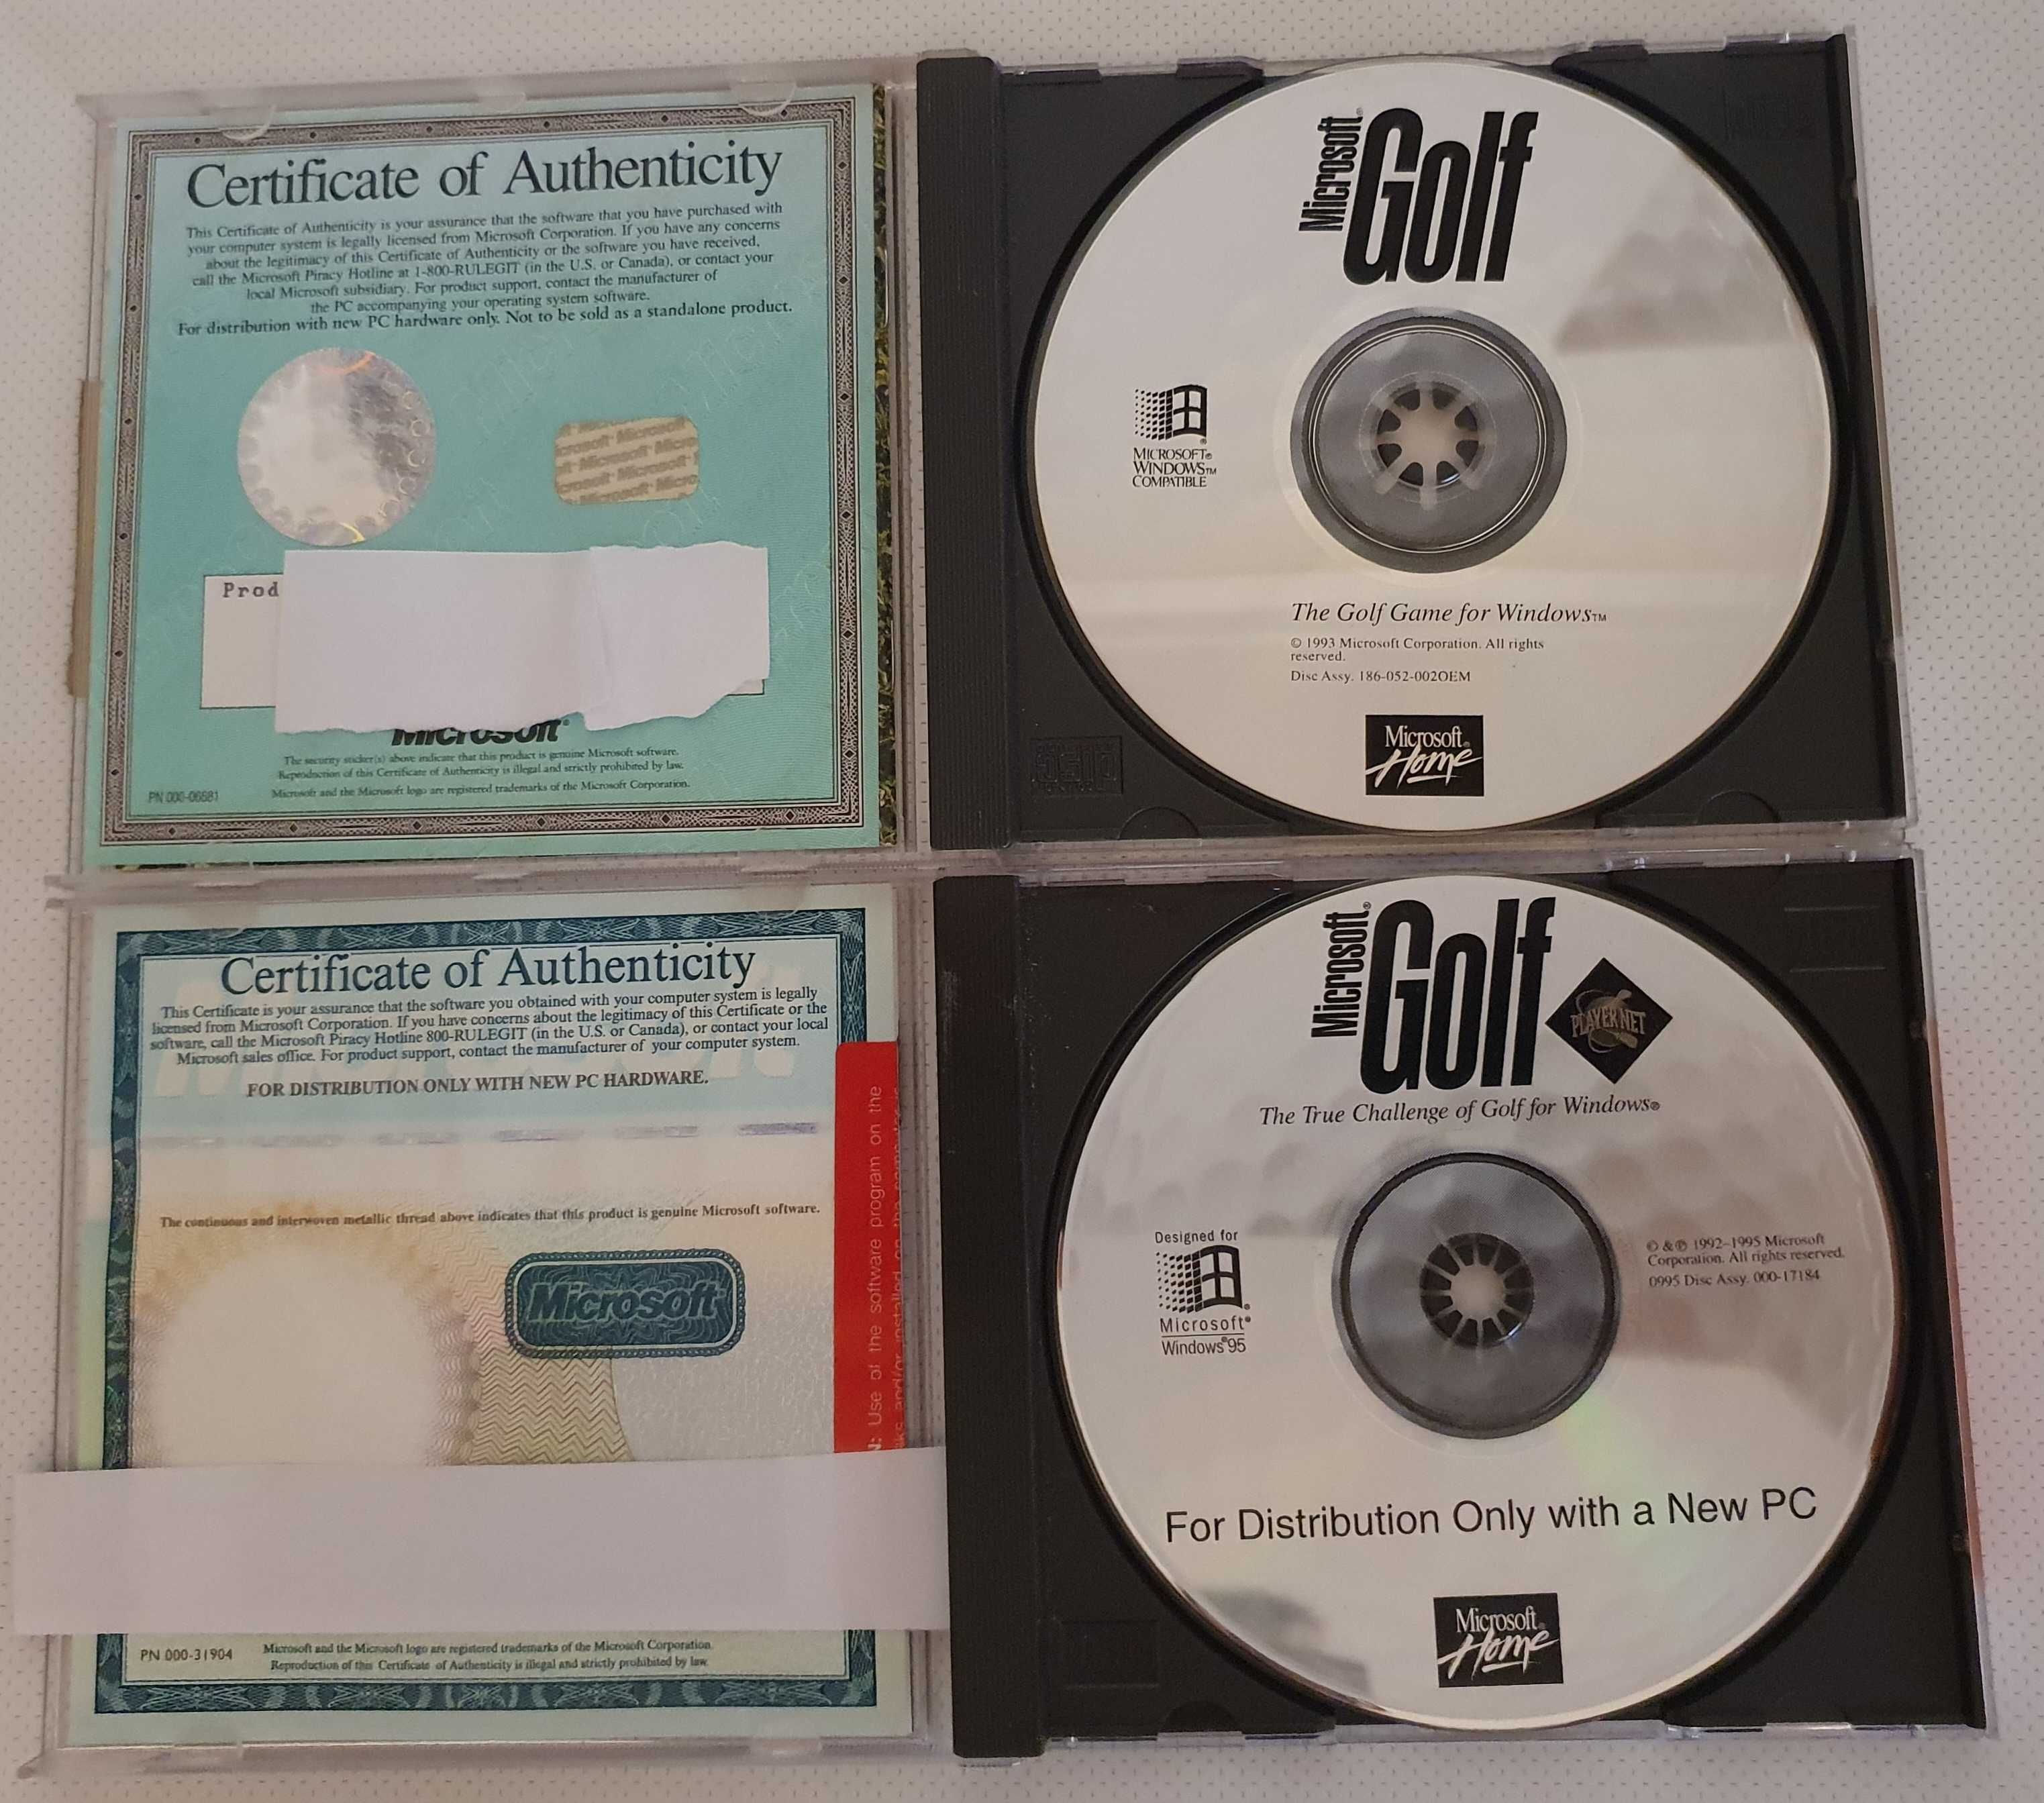 Certificate of Authenticity
This Certificate of Authenticity is your assurance that the software that you have purchased with
your computer system is legally licensed from Microsoft Corporation. If you have any concerns
about the legitimacy of this Certificate of Authenticity or the software you have received,
call the Microsoft Piracy Hotline at 1-800-RULEGIT (in the U.S. or Canada), or contact your
local Microsoft subsidiary. For product support, contact the manufacturer of
the PC accompanying your operating system software.
For distribution with new PC hardware only. Not to be sold as a standalone product.
Microsoft
Prod
Microsoft®
The security sticker(s) above indicate that this product is genuine Microsoft software.
Reproduction of this Certificate of Authenticity is illegal and strictly prohibited by law.
Microsoft and the Microsoft logo are registered trademarks of the Microsoft Corporation.
PN 000-06681
Microsoft®
Golf
MICROSOFT®
WINDOWS™
COMPATIBLE
The Golf Game for Windows™
© 1993 Microsoft Corporation. All rights
reserved.
Disc Assy. 186-052-002OEM
Microsoft®
Home
Certificate of Authenticity
This Certificate is your assurance that the software you obtained with your computer system is legally
licensed from Microsoft Corporation. If you have concerns about the legitimacy of this Certificate or the
software, call the Microsoft Piracy Hotline 800-RULEGIT (in the U.S. or Canada), or contact your local
Microsoft sales office. For product support, contact the manufacturer of your computer system.
FOR DISTRIBUTION ONLY WITH NEW PC HARDWARE.
The continuous and interwoven metallic thread above indicates that this product is genuine Microsoft software.
Microsoft
N: Use of the software program on the
PN 000-31904
Microsoft and the Microsoft logo are registered trademarks of the Microsoft Corporation.
Reproduction of this Certificate of Authenticity is illegal and strictly prohibited by law.
Microsoft®
Golf
PLAYER NET
The True Challenge of Golf for Windows®
Designed for
Microsoft®
Windows®95
© & ℗ 1992-1995 Microsoft
Corporation. All rights reserved.
0995 Disc Assy. 000-17184
For Distribution Only with a New PC
Microsoft®
Home